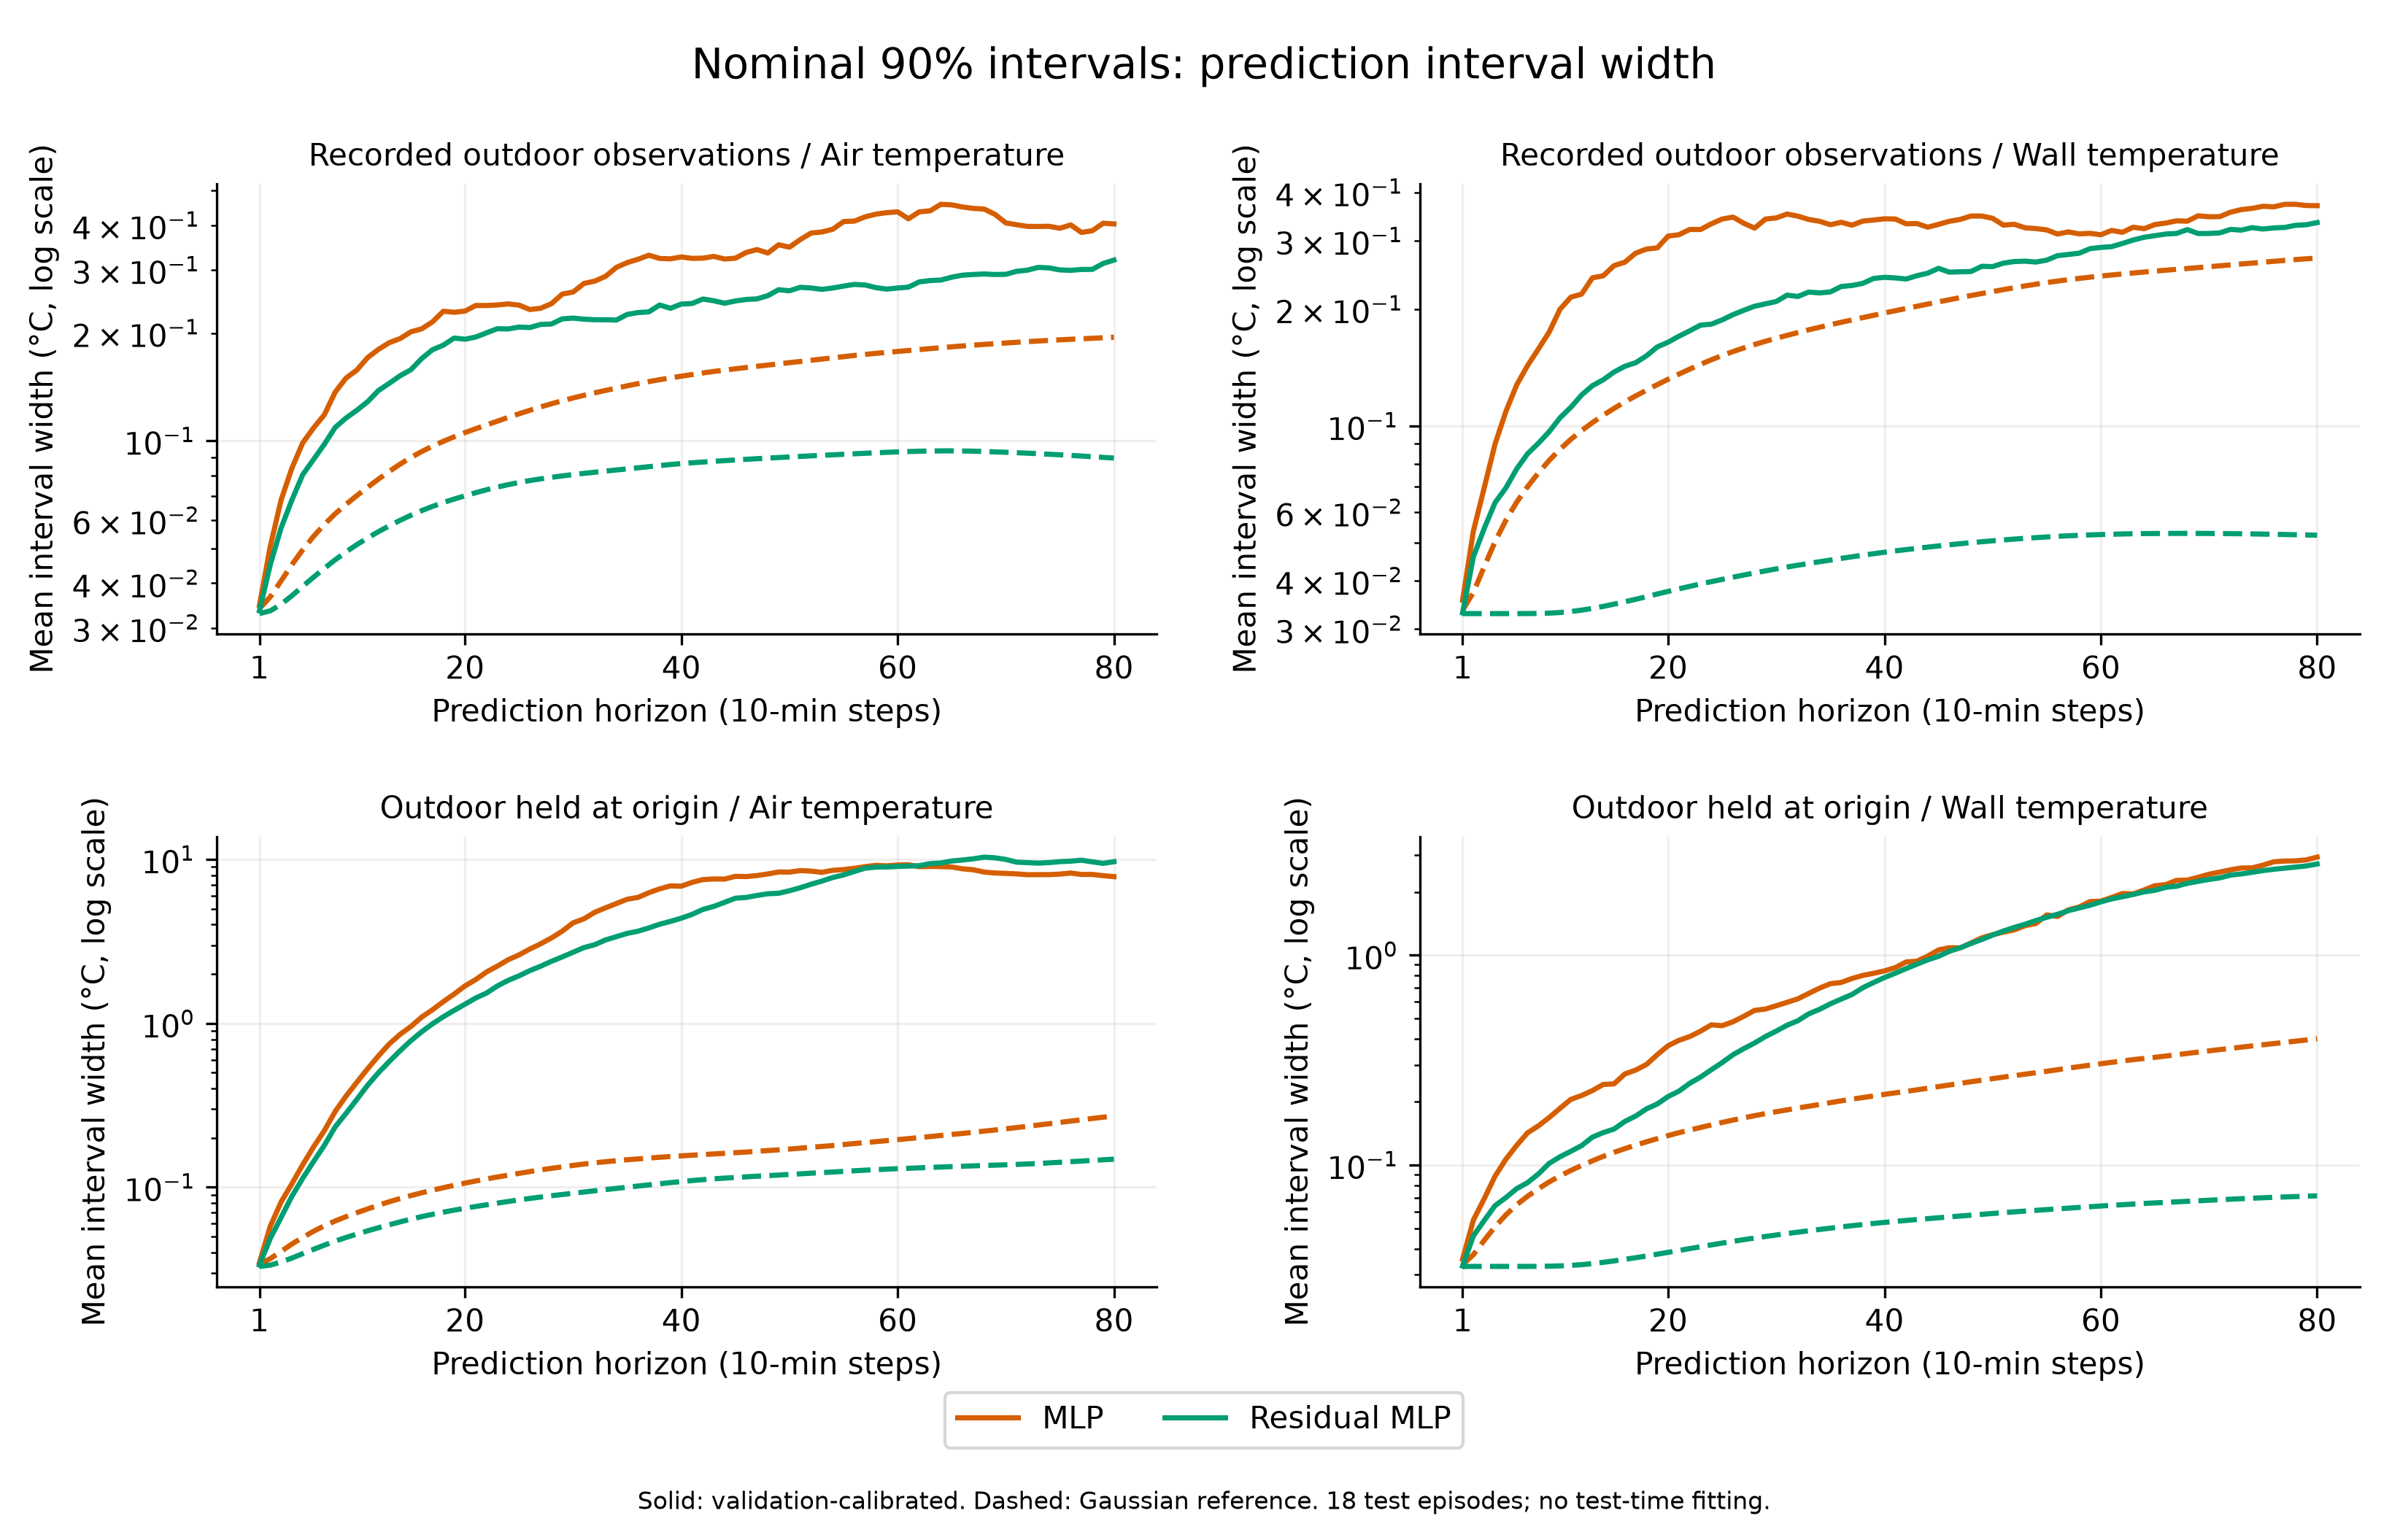 Nominal 90% intervals: prediction interval width
Recorded outdoor observations / Air temperature
Mean interval width (°C, log scale)
4 × 10⁻¹
3 × 10⁻¹
2 × 10⁻¹
10⁻¹
6 × 10⁻²
4 × 10⁻²
3 × 10⁻²
1 20 40 60 80
Prediction horizon (10-min steps)
Recorded outdoor observations / Wall temperature
Mean interval width (°C, log scale)
4 × 10⁻¹
3 × 10⁻¹
2 × 10⁻¹
10⁻¹
6 × 10⁻²
4 × 10⁻²
3 × 10⁻²
1 20 40 60 80
Prediction horizon (10-min steps)
Outdoor held at origin / Air temperature
Mean interval width (°C, log scale)
10¹
10⁰
10⁻¹
1 20 40 60 80
Prediction horizon (10-min steps)
Outdoor held at origin / Wall temperature
Mean interval width (°C, log scale)
10⁰
10⁻¹
1 20 40 60 80
Prediction horizon (10-min steps)
MLP Residual MLP
Solid: validation-calibrated. Dashed: Gaussian reference. 18 test episodes; no test-time fitting.